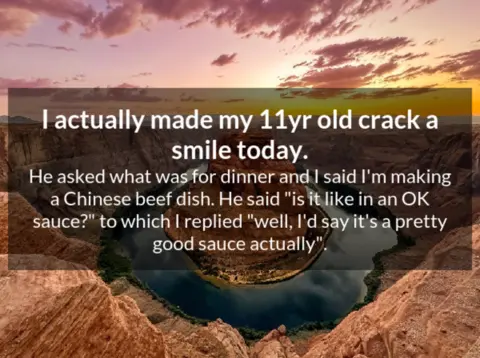 I actually made my 11yr old crack a
smile today.
He asked what was for dinner and I said I'm making
a Chinese beef dish. He said "is it like in an OK
sauce?" to which I replied "well, I'd say it's a pretty
good sauce actually".